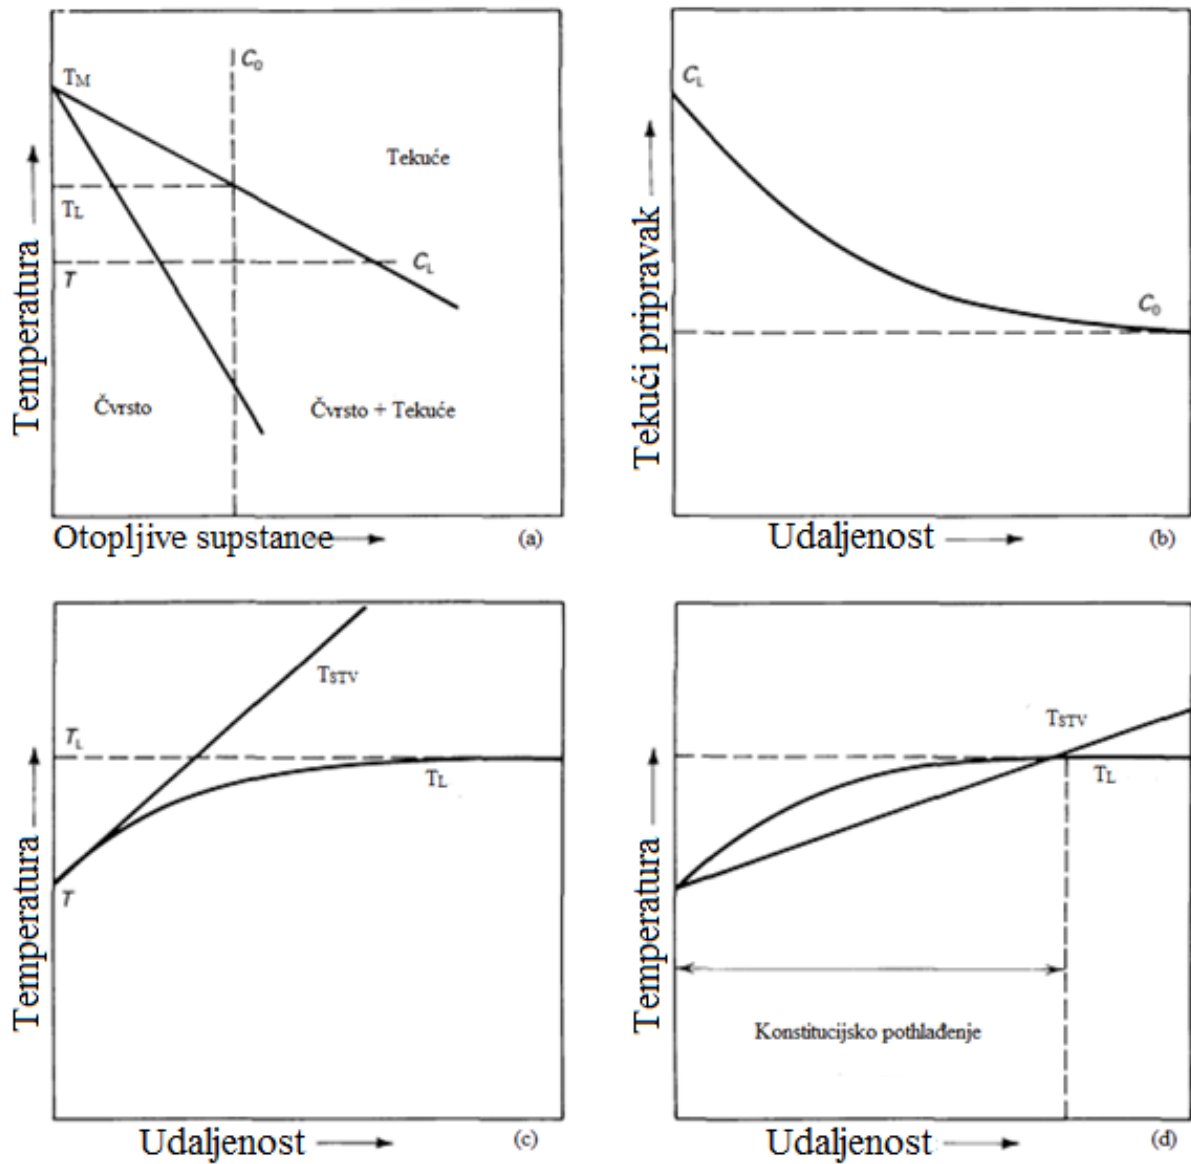 Temperatura
T_M
C_0
Tekuće
T_L
T
C_L
Čvrsto
Čvrsto + Tekuće
Otopljive supstance
(a)
Tekući pripravak
C_L
C_0
Udaljenost
(b)
Temperatura
T_STV
T_L
T_L
T
Udaljenost
(c)
Temperatura
T_STV
T_L
Konstitucijsko pothlađenje
Udaljenost
(d)